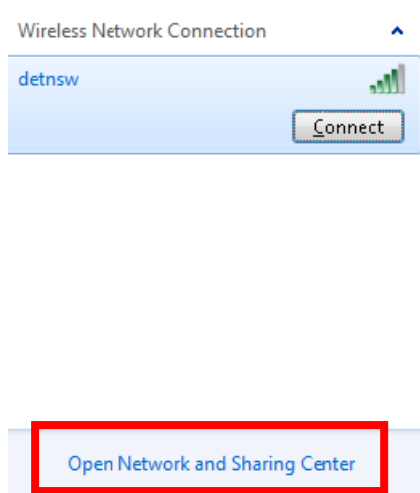 Wireless Network Connection
detnsw
Connect
Open Network and Sharing Center